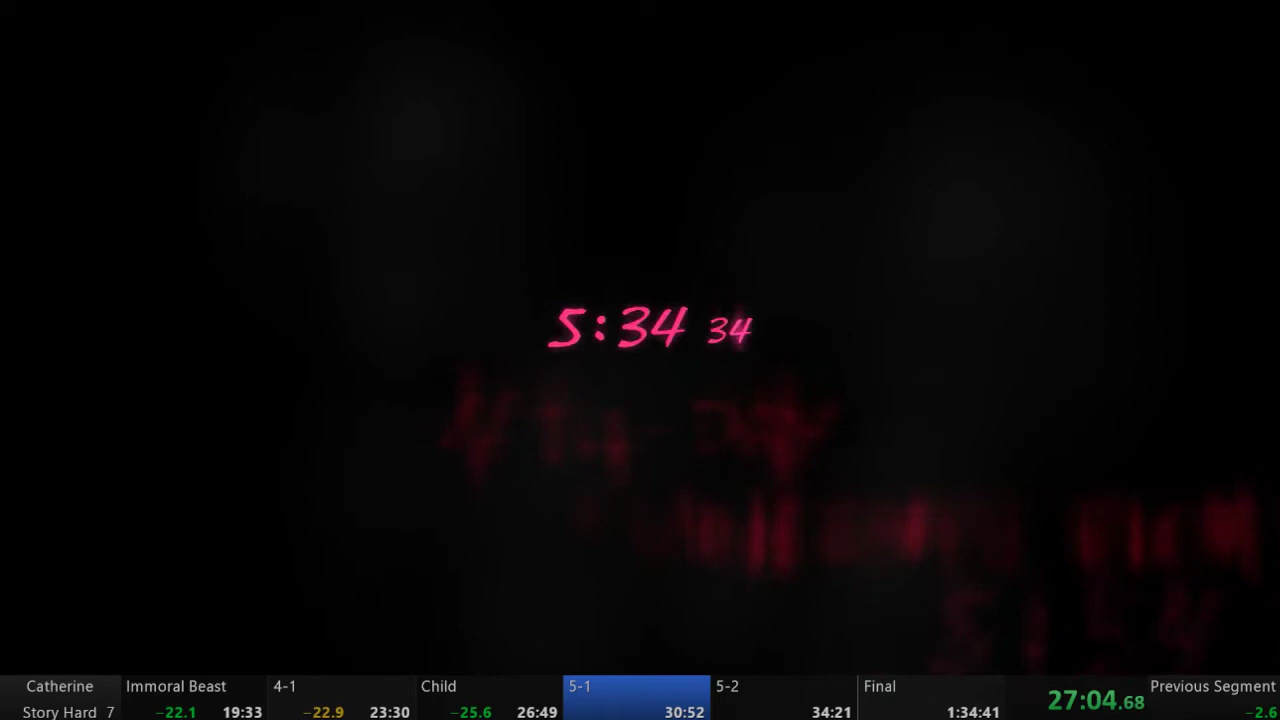 5:34 34
Catherine Immoral Beast 4-1 Child 5-1 5-2 Final 27:04.68 Previous Segment
Story Hard 7 −22.1 19:33 −22.9 23:30 −25.6 26:49 30:52 34:21 1:34:41 −2.6